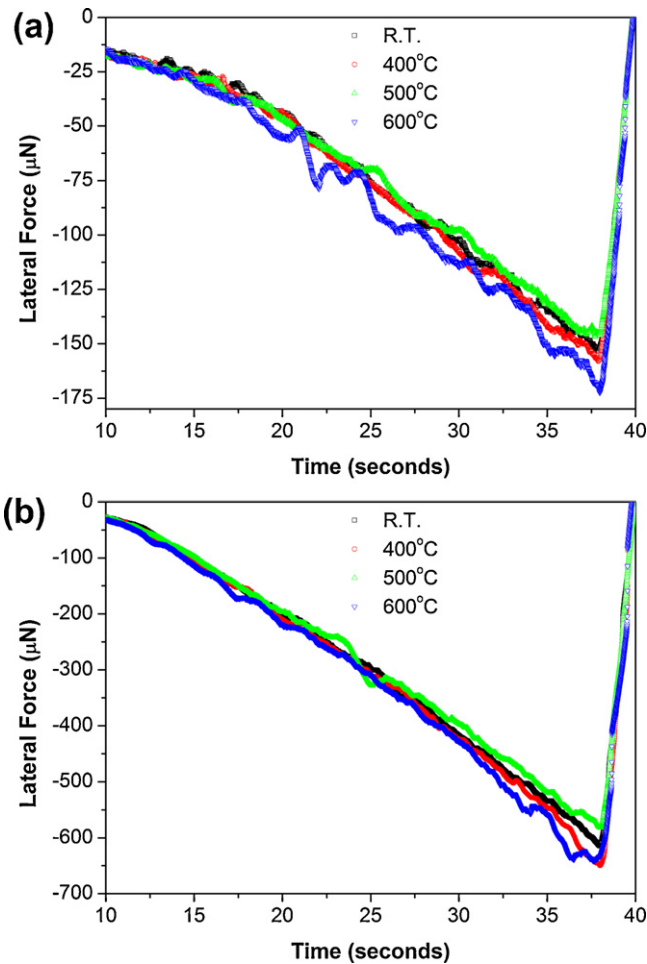 (a)
0
-25
-50
-75
-100
-125
-150
-175
Lateral Force (μN)
R.T.
400°C
500°C
600°C
10 15 20 25 30 35 40
Time (seconds)
(b)
0
-100
-200
-300
-400
-500
-600
-700
Lateral Force (μN)
R.T.
400°C
500°C
600°C
10 15 20 25 30 35 40
Time (seconds)